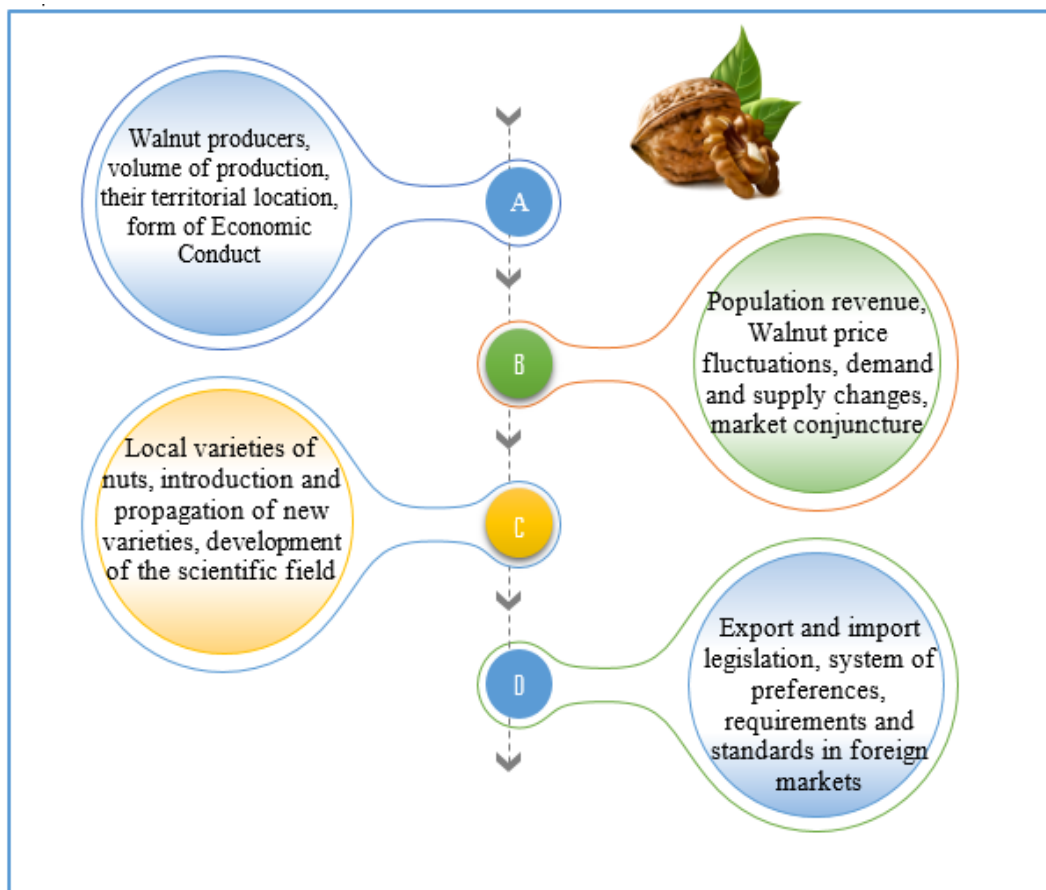 Walnut producers,
volume of production,
their territorial location,
form of Economic
Conduct
A
B
Population revenue,
Walnut price
fluctuations, demand
and supply changes,
market conjuncture
Local varieties of
nuts, introduction and
propagation of new
varieties, development
of the scientific field
C
D
Export and import
legislation, system of
preferences,
requirements and
standards in foreign
markets